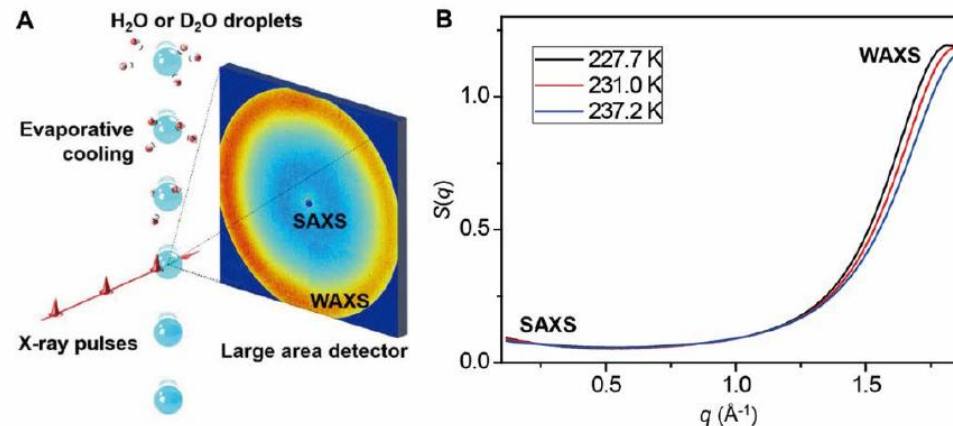 A
H₂O or D₂O droplets
Evaporative
cooling
SAXS
WAXS
X-ray pulses
Large area detector
B
227.7 K
231.0 K
237.2 K
WAXS
SAXS
S(q)
1.0
0.5
0.0
0.5
1.0
1.5
q (Å⁻¹)